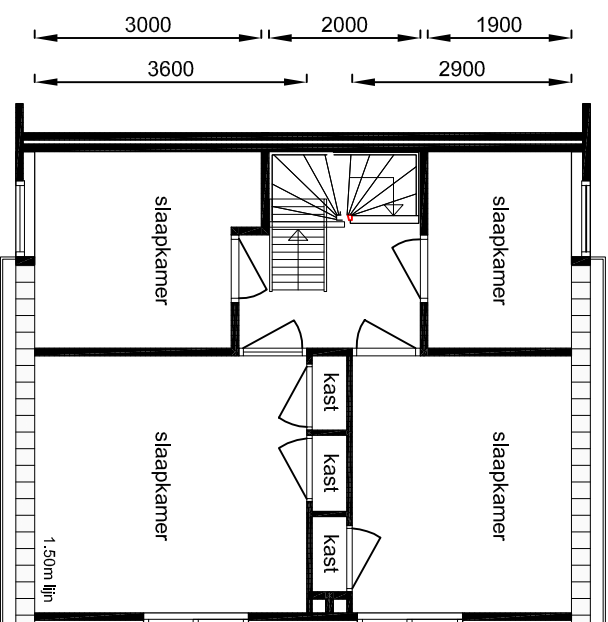 3000 2000 1900
3600 2900
slaapkamer
slaapkamer
kast
kast
kast
slaapkamer
slaapkamer
1.50m lijn